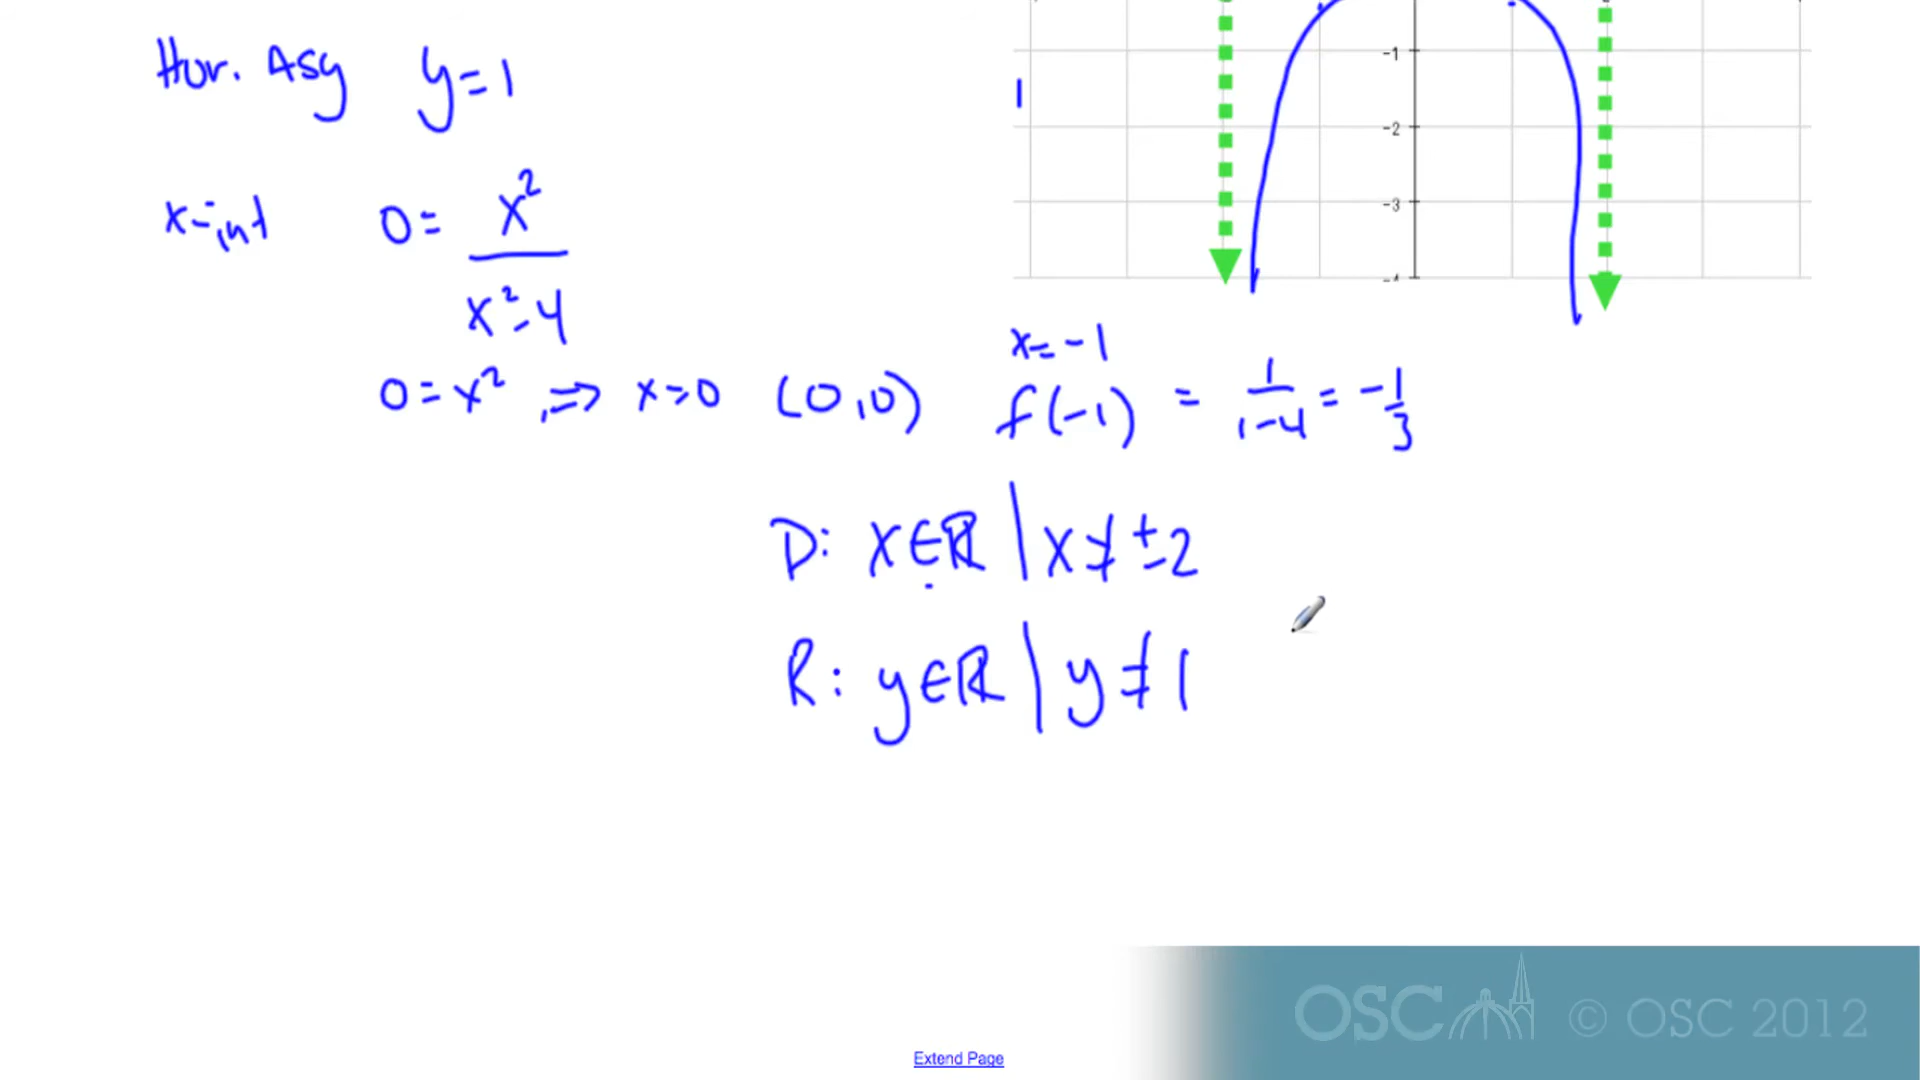 Hor. Asy y=1
-1
1
-2
x-int 0= x²
x²-4
-3
-4
x=-1
0=x² ⇒ x=0 (0,0) f(-1) = 1/1-4 = -1/3
D: x∈ℝ | x≠±2
R: y∈ℝ | y≠1
OSC © OSC 2012
Extend Page